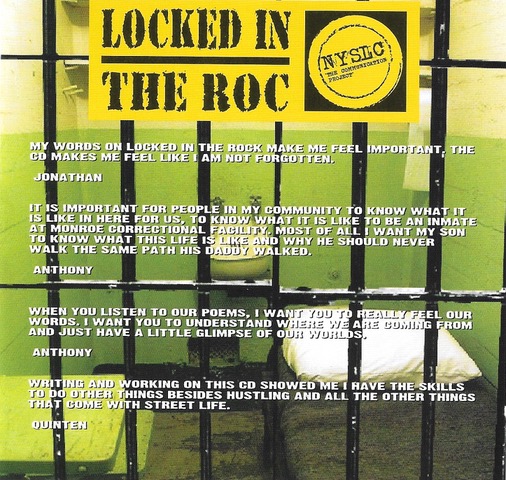 LOCKED IN
THE ROC
NYSLC
"THE COMMUNICATION
PROJECT"
MY WORDS ON LOCKED IN THE ROCK MAKE ME FEEL IMPORTANT, THE
CD MAKES ME FEEL LIKE I AM NOT FORGOTTEN.
JONATHAN
IT IS IMPORTANT FOR PEOPLE IN MY COMMUNITY TO KNOW WHAT IT
IS LIKE IN HERE FOR US. TO KNOW WHAT IT IS LIKE TO BE AN INMATE
AT MONROE CORRECTIONAL FACILITY. MOST OF ALL I WANT MY SON
TO KNOW WHAT THIS LIFE IS LIKE AND WHY HE SHOULD NEVER
WALK THE SAME PATH HIS DADDY WALKED.
ANTHONY
WHEN YOU LISTEN TO OUR POEMS, I WANT YOU TO REALLY FEEL OUR
WORDS. I WANT YOU TO UNDERSTAND WHERE WE ARE COMING FROM
AND JUST HAVE A LITTLE GLIMPSE OF OUR WORLDS.
ANTHONY
WRITING AND WORKING ON THIS CD SHOWED ME I HAVE THE SKILLS
TO DO OTHER THINGS BESIDES HUSTLING AND ALL THE OTHER THINGS
THAT COME WITH STREET LIFE.
QUINTEN